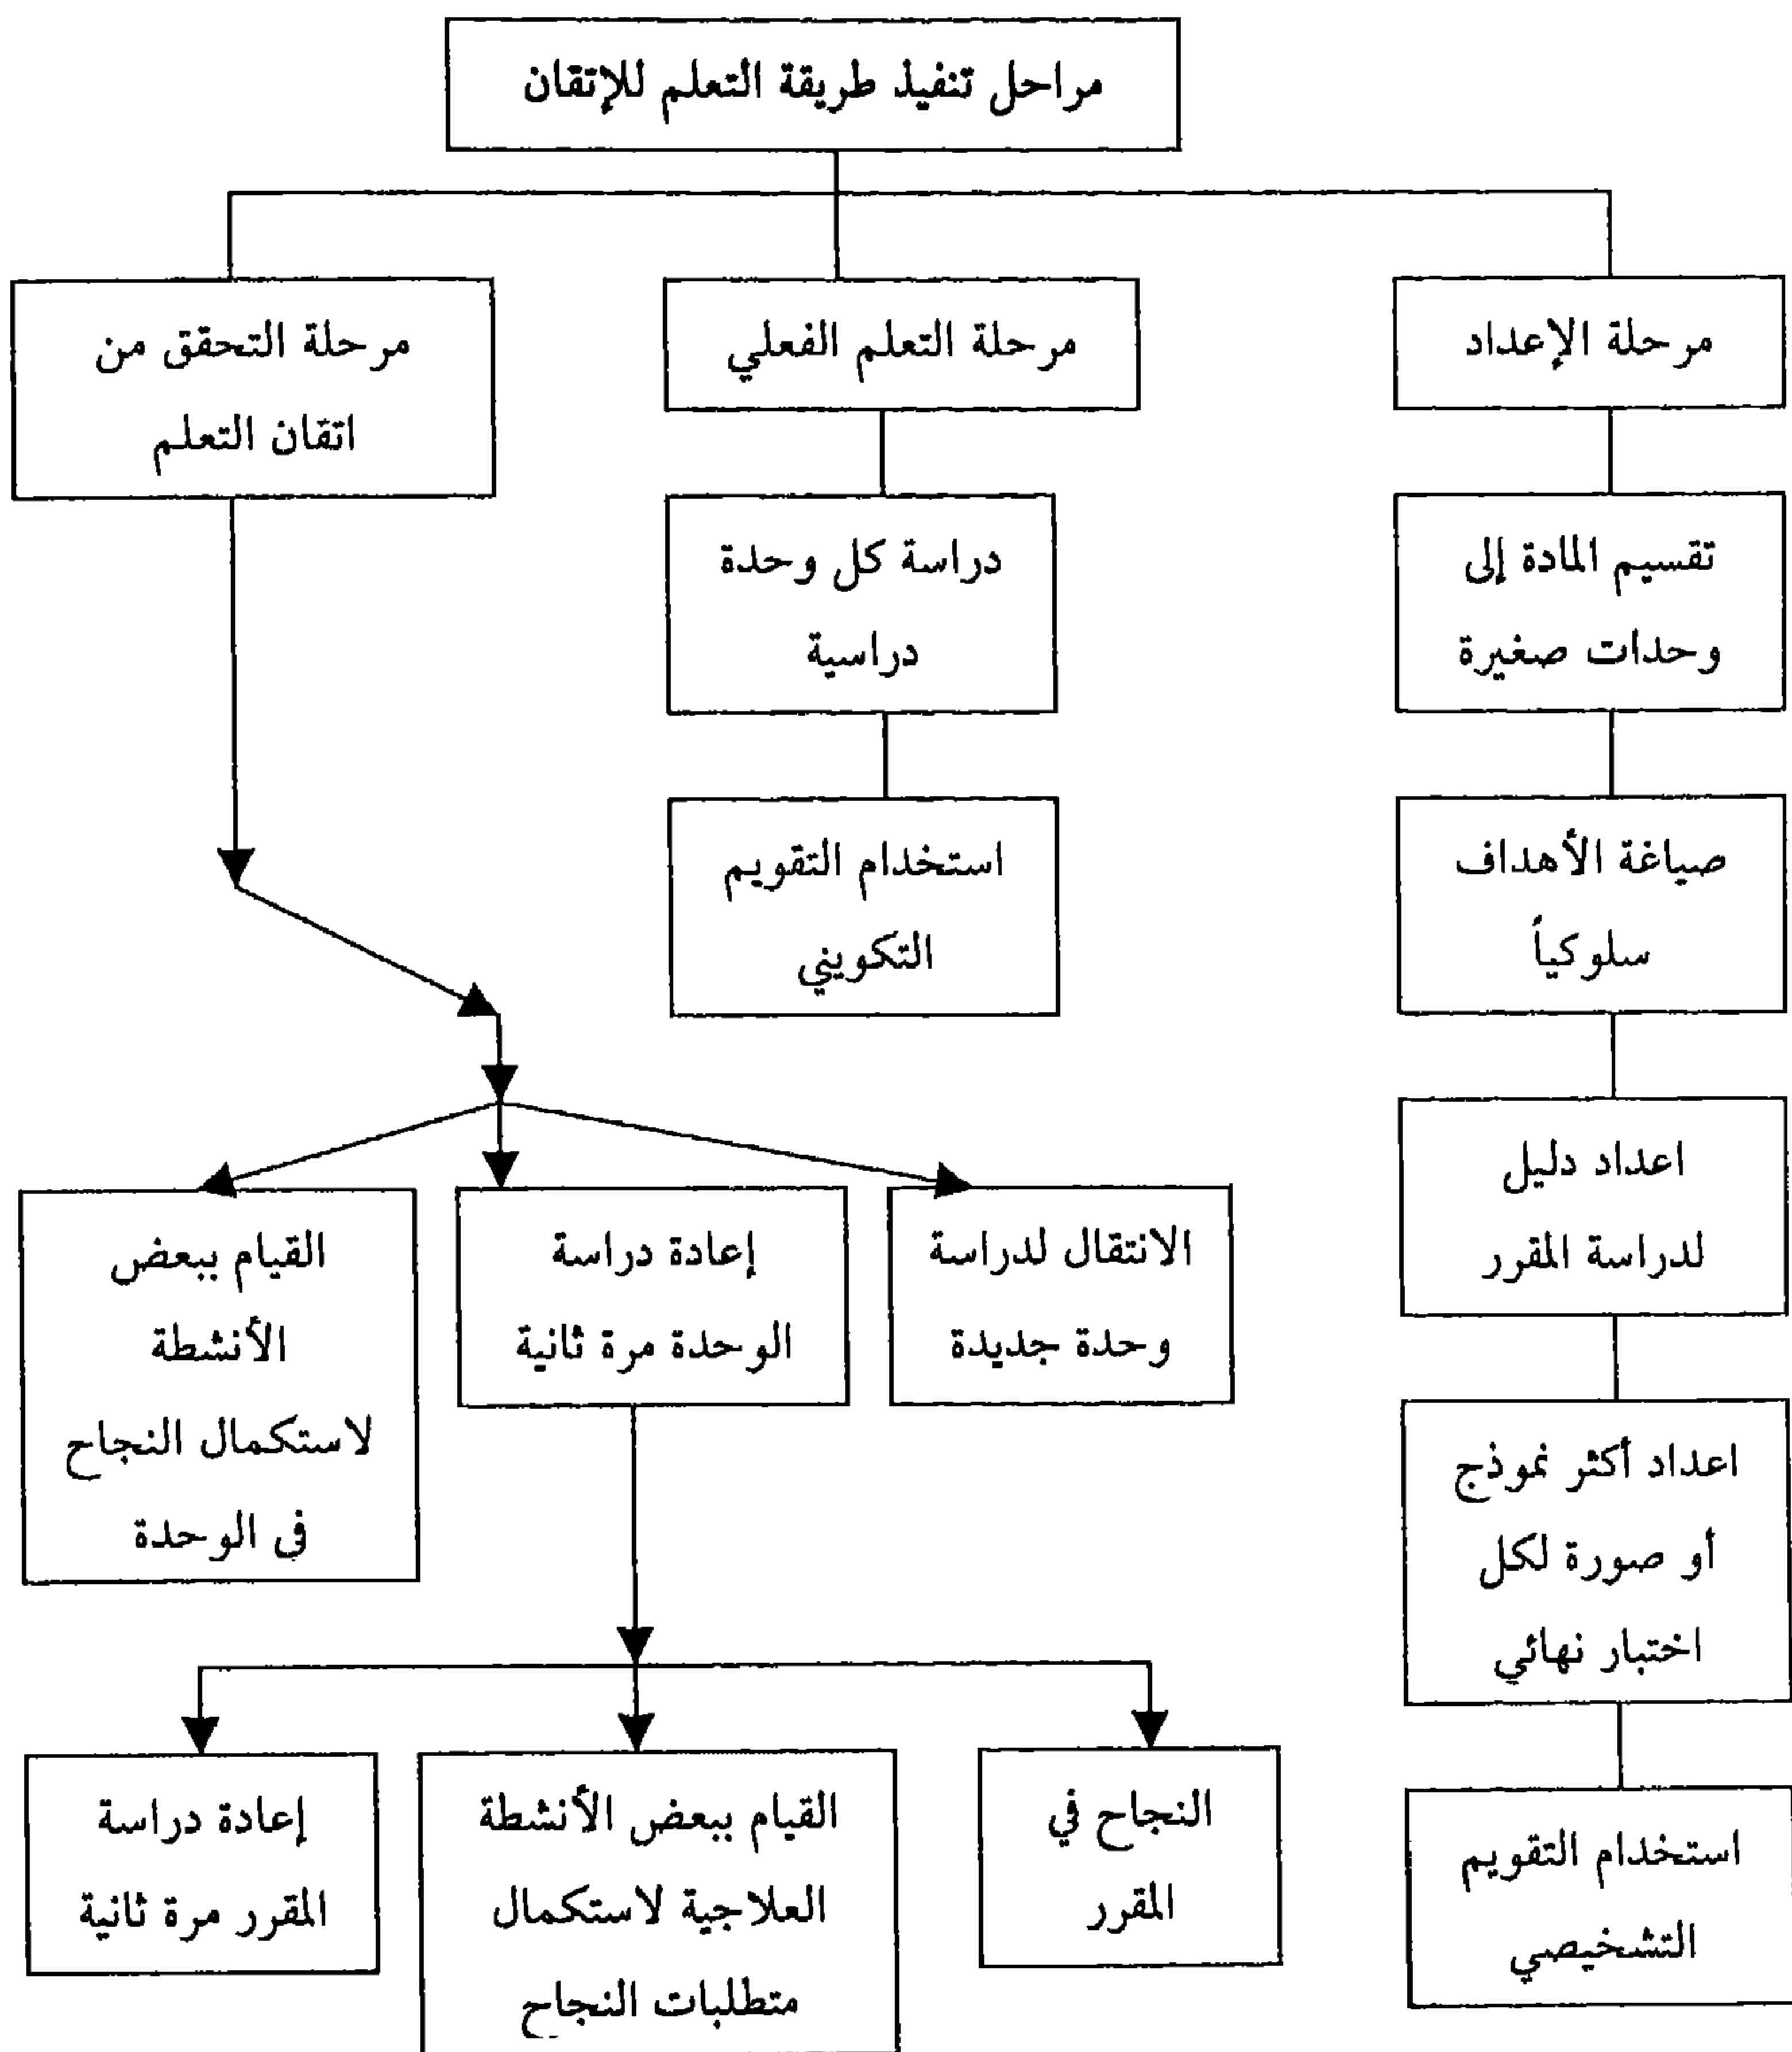 مراحل تنفيذ طريقة التعلم للإتقان
مرحلة الإعداد
تقسيم المادة إلى
وحدات صغيرة
صياغة الأهداف
سلوكياً
اعداد دليل
لدراسة المقرر
اعداد أكثر نموذج
أو صورة لكل
اختبار نهائي
استخدام التقويم
التشخيصي
مرحلة التعلم الفعلي
دراسة كل وحدة
دراسية
استخدام التقويم
التكويني
مرحلة التحقق من
اتقان التعلم
الانتقال لدراسة
وحدة جديدة
إعادة دراسة
الوحدة مرة ثانية
القيام ببعض
الأنشطة
لاستكمال النجاح
في الوحدة
النجاح في
المقرر
القيام ببعض الأنشطة
العلاجية لاستكمال
متطلبات النجاح
إعادة دراسة
المقرر مرة ثانية